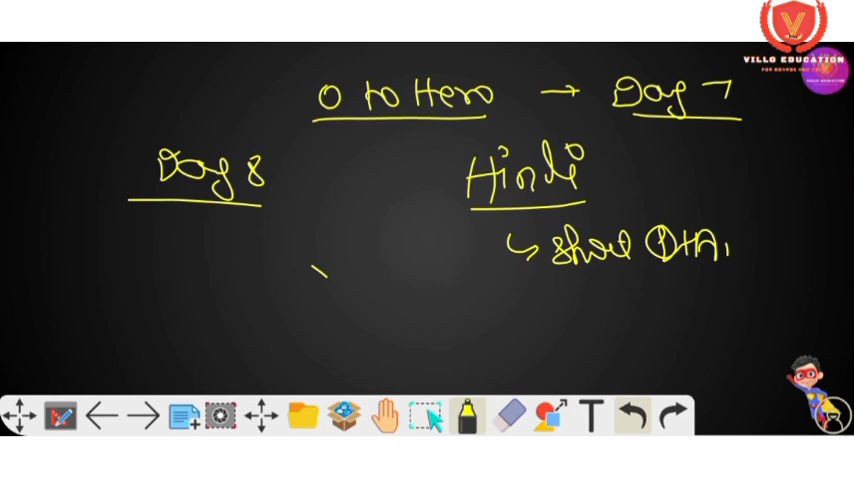 VILLO EDUCATION
0 to Hero → Day 7
Day 8
Hindi
↳ Short Q+A,